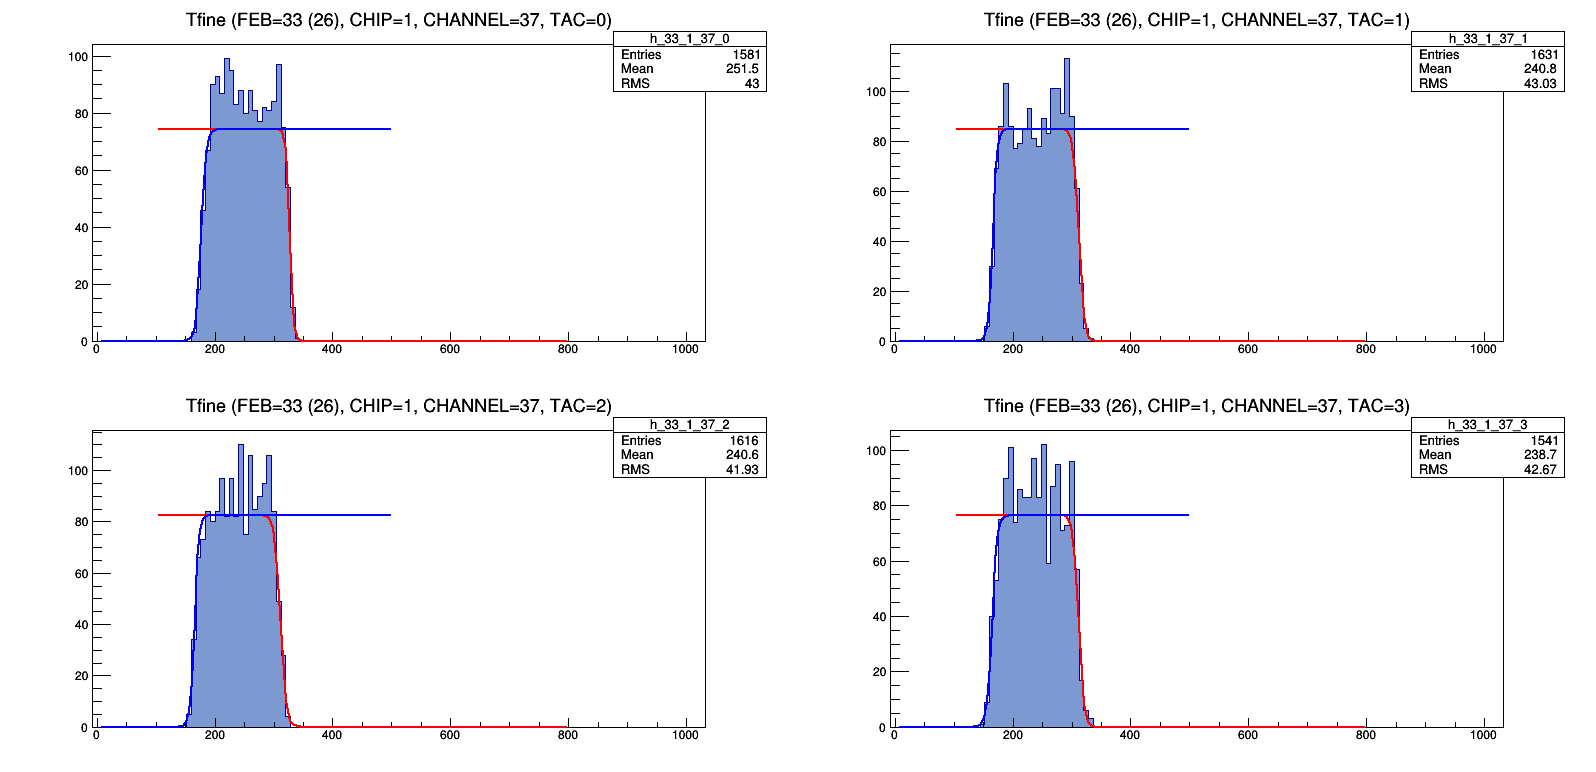 Tfine (FEB=33 (26), CHIP=1, CHANNEL=37, TAC=0)
h_33_1_37_0
Entries 1581
Mean 251.5
RMS 43
100
80
60
40
20
0
0 200 400 600 800 1000
Tfine (FEB=33 (26), CHIP=1, CHANNEL=37, TAC=1)
h_33_1_37_1
Entries 1631
Mean 240.8
RMS 43.03
100
80
60
40
20
0
0 200 400 600 800 1000
Tfine (FEB=33 (26), CHIP=1, CHANNEL=37, TAC=2)
h_33_1_37_2
Entries 1616
Mean 240.6
RMS 41.93
100
80
60
40
20
0
0 200 400 600 800 1000
Tfine (FEB=33 (26), CHIP=1, CHANNEL=37, TAC=3)
h_33_1_37_3
Entries 1541
Mean 238.7
RMS 42.67
100
80
60
40
20
0
0 200 400 600 800 1000